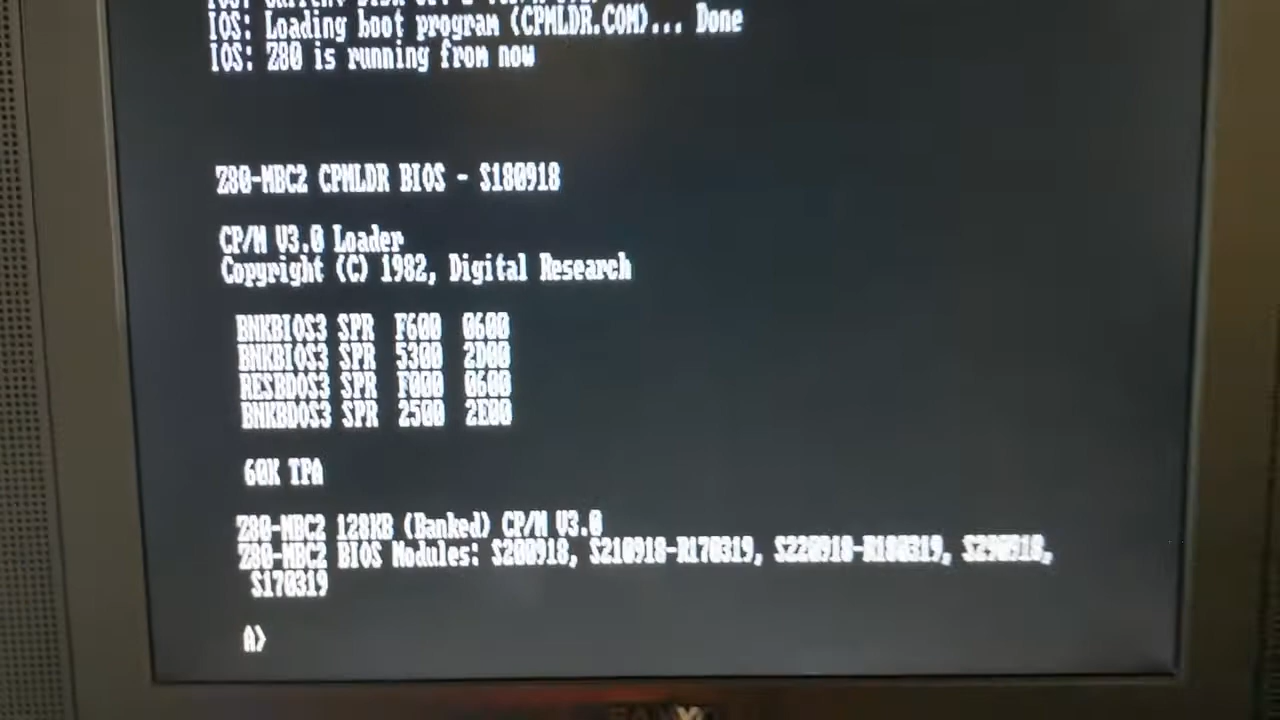 IOS: Loading boot program (CPMLDR.COM)... Done
IOS: Z80 is running from now
Z80-MBC2 CPMLDR BIOS - S180918
CP/M V3.0 Loader
Copyright (C) 1982, Digital Research
BNKBIOS3 SPR F600 0600
BNKBIOS3 SPR 5300 2D00
RESBDOS3 SPR F000 0600
BNKBDOS3 SPR 2500 2E00
60K TPA
Z80-MBC2 128KB (Banked) CP/M V3.0
Z80-MBC2 BIOS Modules: S200918, S210918-R170319, S220918-R180319, S290918,
S170319
A>